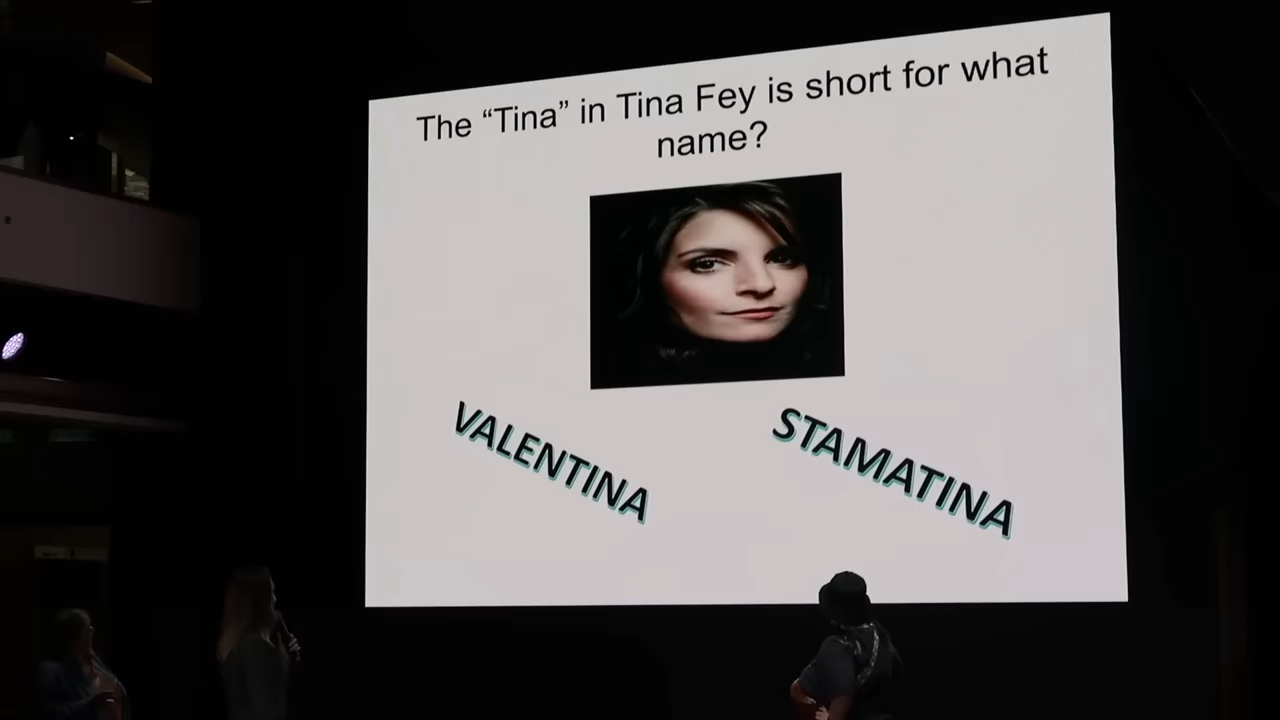 The “Tina” in Tina Fey is short for what
name?
VALENTINA
STAMATINA